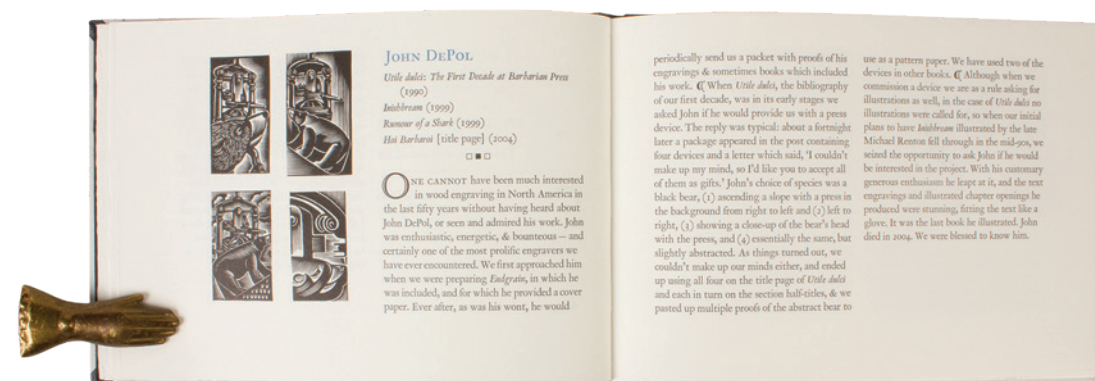 JOHN DEPOL
Utile dulci: The First Decade at Barbarian Press
(1990)
Inishbream (1999)
Rumour of a Shark (1999)
Hoi Barbaroi [title page] (2004)
ONE CANNOT have been much interested
in wood engraving in North America in
the last fifty years without having heard about
John DePol, or seen and admired his work. John
was enthusiastic, energetic, & bounteous — and
certainly one of the most prolific engravers we
have ever encountered. We first approached him
when we were preparing Endgrain, in which he
was included, and for which he provided a cover
paper. Ever after, as was his wont, he would
periodically send us a packet with proofs of his
engravings & sometimes books which included
his work. ¶ When Utile dulci, the bibliography
of our first decade, was in its early stages we
asked John if he would provide us with a press
device. The reply was typical: about a fortnight
later a package appeared in the post containing
four devices and a letter which said, ‘I couldn’t
make up my mind, so I’d like you to accept all
of them as gifts.’ John’s choice of species was a
black bear, (1) ascending a slope with a press in
the background from right to left and (2) left to
right, (3) showing a close-up of the bear’s head
with the press, and (4) essentially the same, but
slightly abstracted. As things turned out, we
couldn’t make up our minds either, and ended
up using all four on the title page of Utile dulci
and each in turn on the section half-titles, & we
pasted up multiple proofs of the abstract bear to
use as a pattern paper. We have used two of the
devices in other books. ¶ Although when we
commission a device we are as a rule asking for
illustrations as well, in the case of Utile dulci no
illustrations were called for, so when our initial
plans to have Inishbream illustrated by the late
Michael Renton fell through in the mid-90s, we
seized the opportunity to ask John if he would
be interested in the project. With his customary
generous enthusiasm he leapt at it, and the text
engravings and illustrated chapter openings he
produced were stunning, fitting the text like a
glove. It was the last book he illustrated. John
died in 2004. We were blessed to know him.